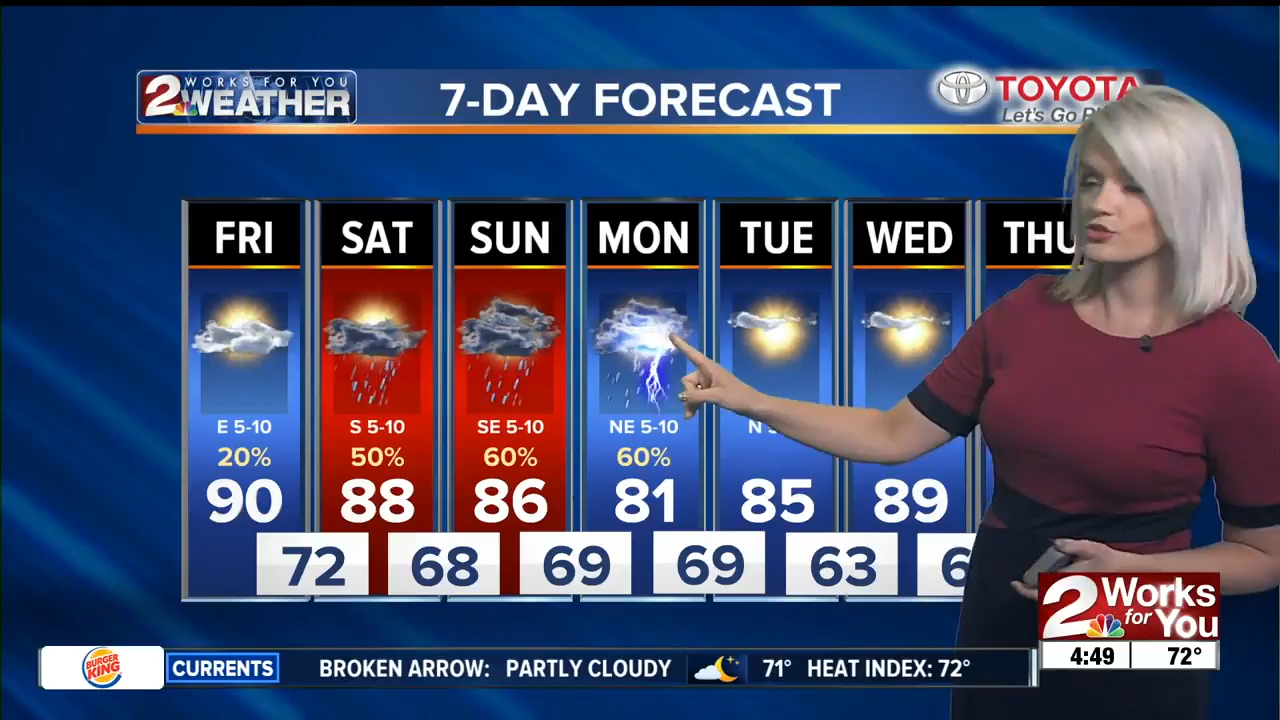 2 WORKS FOR YOU
WEATHER
7-DAY FORECAST
TOYOTA
Let's Go
FRI SAT SUN MON TUE WED THU
E 5-10 S 5-10 SE 5-10 NE 5-10 N
20% 50% 60% 60%
90 88 86 81 85 89
72 68 69 69 63 6
2 Works
for You
4:49 72°
BURGER
KING
CURRENTS BROKEN ARROW: PARTLY CLOUDY 71° HEAT INDEX: 72°